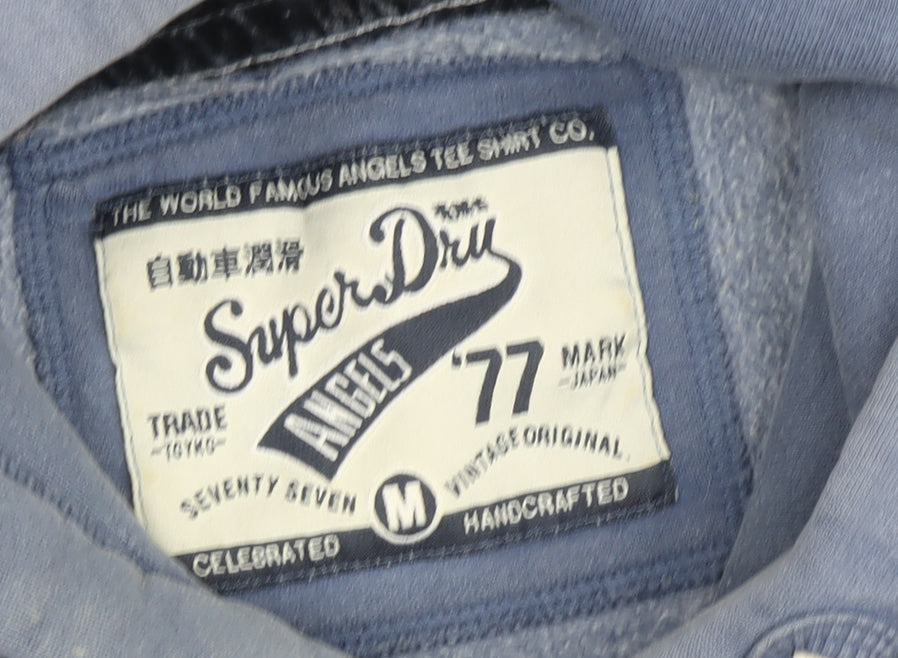 THE WORLD FAMOUS ANGELS TEE SHIRT CO.
自動車潤滑
SuperDry
ANGELS
'77
MARK
-JAPAN-
TRADE
-TOYKO-
SEVENTY SEVEN
M
VINTAGE ORIGINAL.
CELEBRATED
HANDCRAFTED